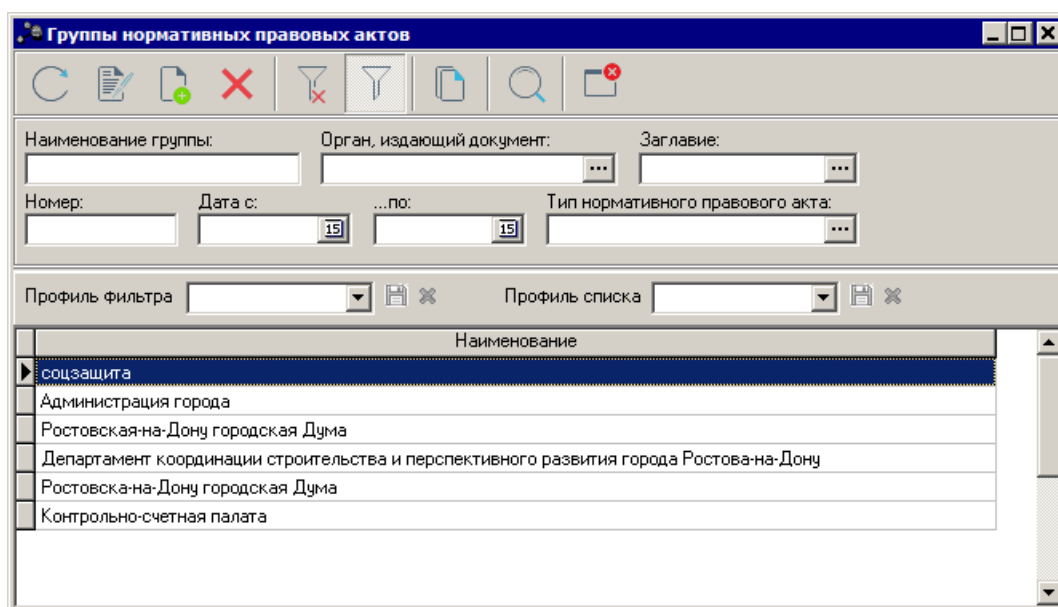 Группы нормативных правовых актов
Наименование группы: Орган, издающий документ: Заглавие:
Номер: Дата с: ...по: Тип нормативного правового акта:
15 15
Профиль фильтра Профиль списка
Наименование
соцзащита
Администрация города
Ростовская-на-Дону городская Дума
Департамент координации строительства и перспективного развития города Ростова-на-Дону
Ростовска-на-Дону городская Дума
Контрольно-счетная палата